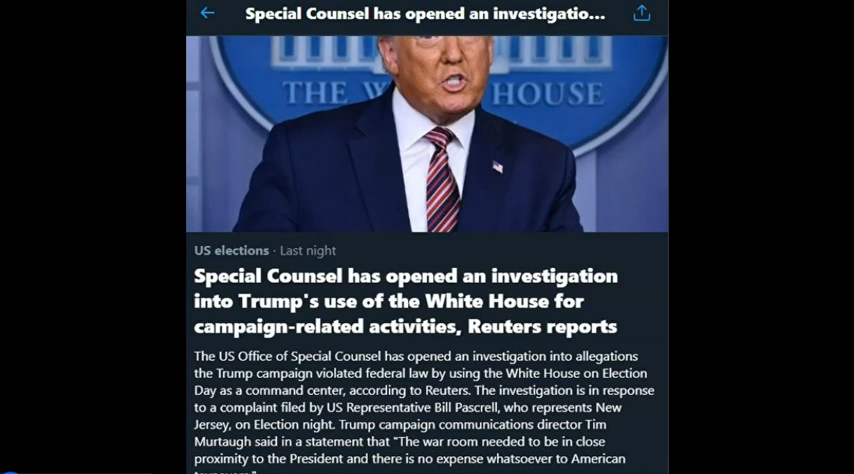 Special Counsel has opened an investigatio...
THE W
HOUSE
US elections · Last night
Special Counsel has opened an investigation
into Trump's use of the White House for
campaign-related activities, Reuters reports
The US Office of Special Counsel has opened an investigation into allegations
the Trump campaign violated federal law by using the White House on Election
Day as a command center, according to Reuters. The investigation is in response
to a complaint filed by US Representative Bill Pascrell, who represents New
Jersey, on Election night. Trump campaign communications director Tim
Murtaugh said in a statement that "The war room needed to be in close
proximity to the President and there is no expense whatsoever to American